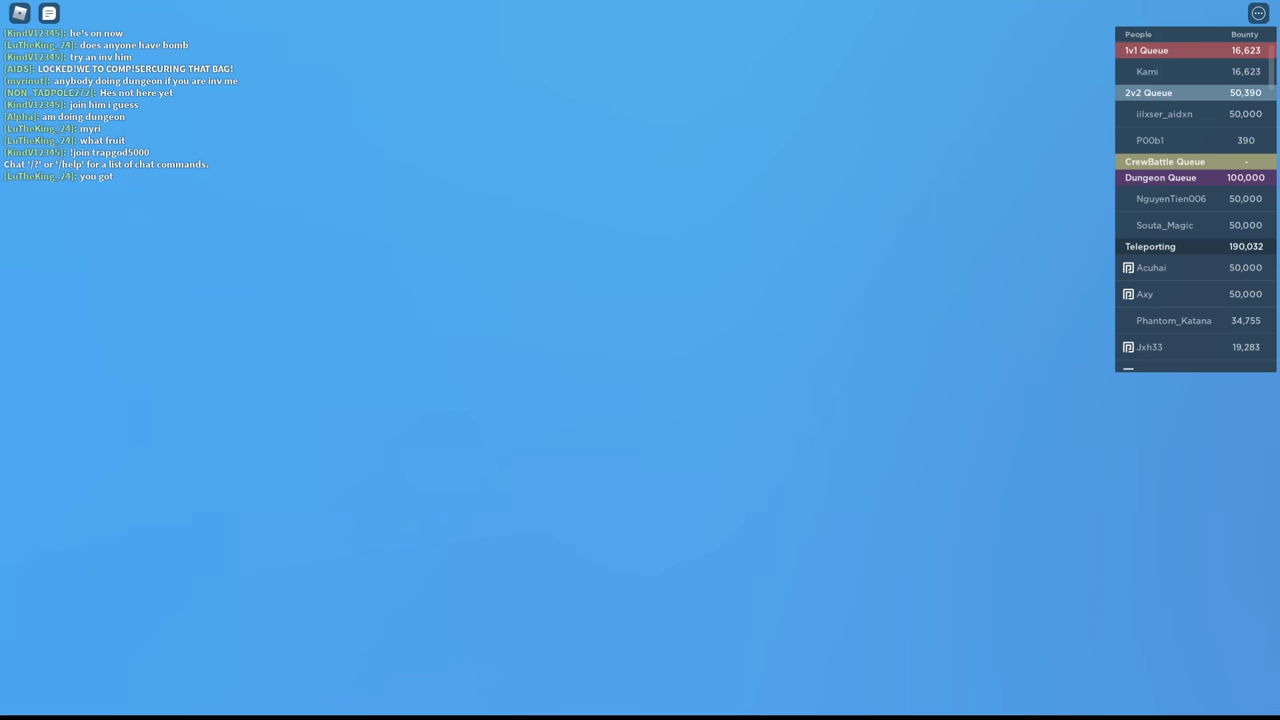 [KindV12345]: he's on now
[LuTheKing_24]: does anyone have bomb
[KindV12345]: try an inv him
[AIDS]: LOCKED!WE TO COMP!SERCURING THAT BAG!
[myrinut]: anybody doing dungeon if you are inv me
[NON_TADPOLE272]: Hes not here yet
[KindV12345]: join him i guess
[Alpha]: am doing dungeon
[LuTheKing_24]: myri
[LuTheKing_24]: what fruit
[KindV12345]: !join trapgod5000
Chat '/?' or '/help' for a list of chat commands.
[LuTheKing_24]: you got
People Bounty
1v1 Queue 16,623
Kami 16,623
2v2 Queue 50,390
iilxser_aidxn 50,000
P00b1 390
CrewBattle Queue -
Dungeon Queue 100,000
NguyenTien006 50,000
Souta_Magic 50,000
Teleporting 190,032
Acuhai 50,000
Axy 50,000
Phantom_Katana 34,755
Jxh33 19,283